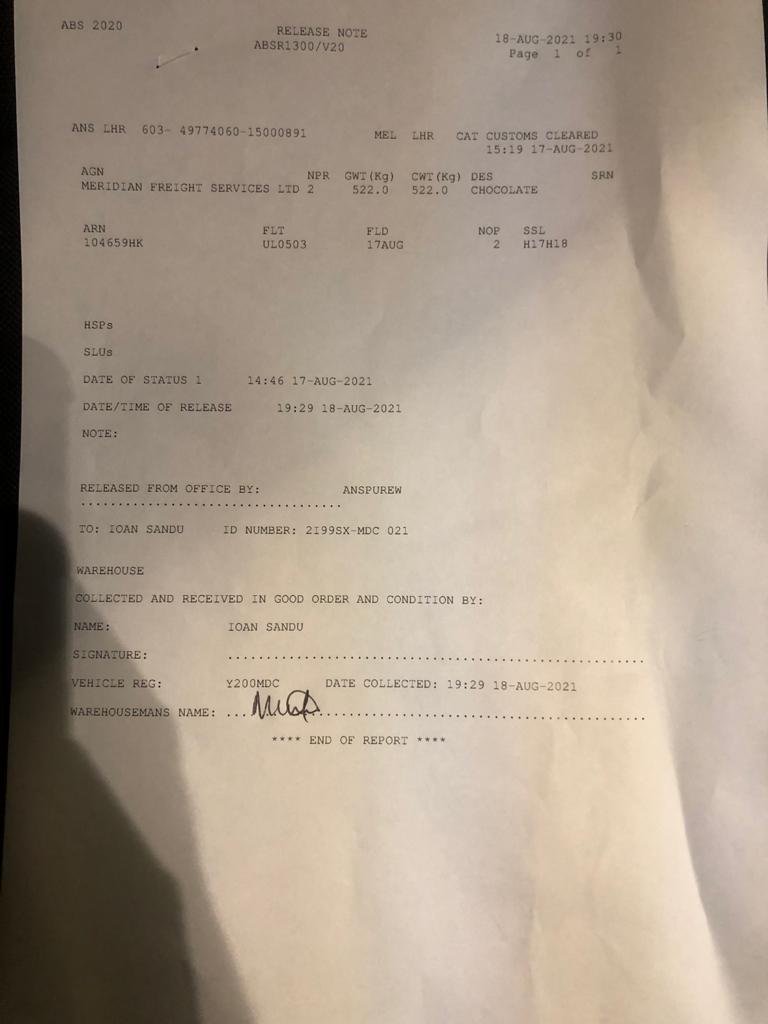 ABS 2020
RELEASE NOTE
ABSR1300/V20
18-AUG-2021 19:30
Page 1 of 1
ANS LHR 603- 49774060-15000891 MEL LHR CAT CUSTOMS CLEARED
15:19 17-AUG-2021
AGN NPR GWT(Kg) CWT(Kg) DES SRN
MERIDIAN FREIGHT SERVICES LTD 2 522.0 522.0 CHOCOLATE
ARN FLT FLD NOP SSL
104659HK UL0503 17AUG 2 H17H18
HSPs
SLUs
DATE OF STATUS 1 14:46 17-AUG-2021
DATE/TIME OF RELEASE 19:29 18-AUG-2021
NOTE:
RELEASED FROM OFFICE BY: ANSPUREW
TO: IOAN SANDU ID NUMBER: 2I99SX-MDC 021
WAREHOUSE
COLLECTED AND RECEIVED IN GOOD ORDER AND CONDITION BY:
NAME: IOAN SANDU
SIGNATURE:
VEHICLE REG: Y200MDC DATE COLLECTED: 19:29 18-AUG-2021
WAREHOUSEMANS NAME:
**** END OF REPORT ****